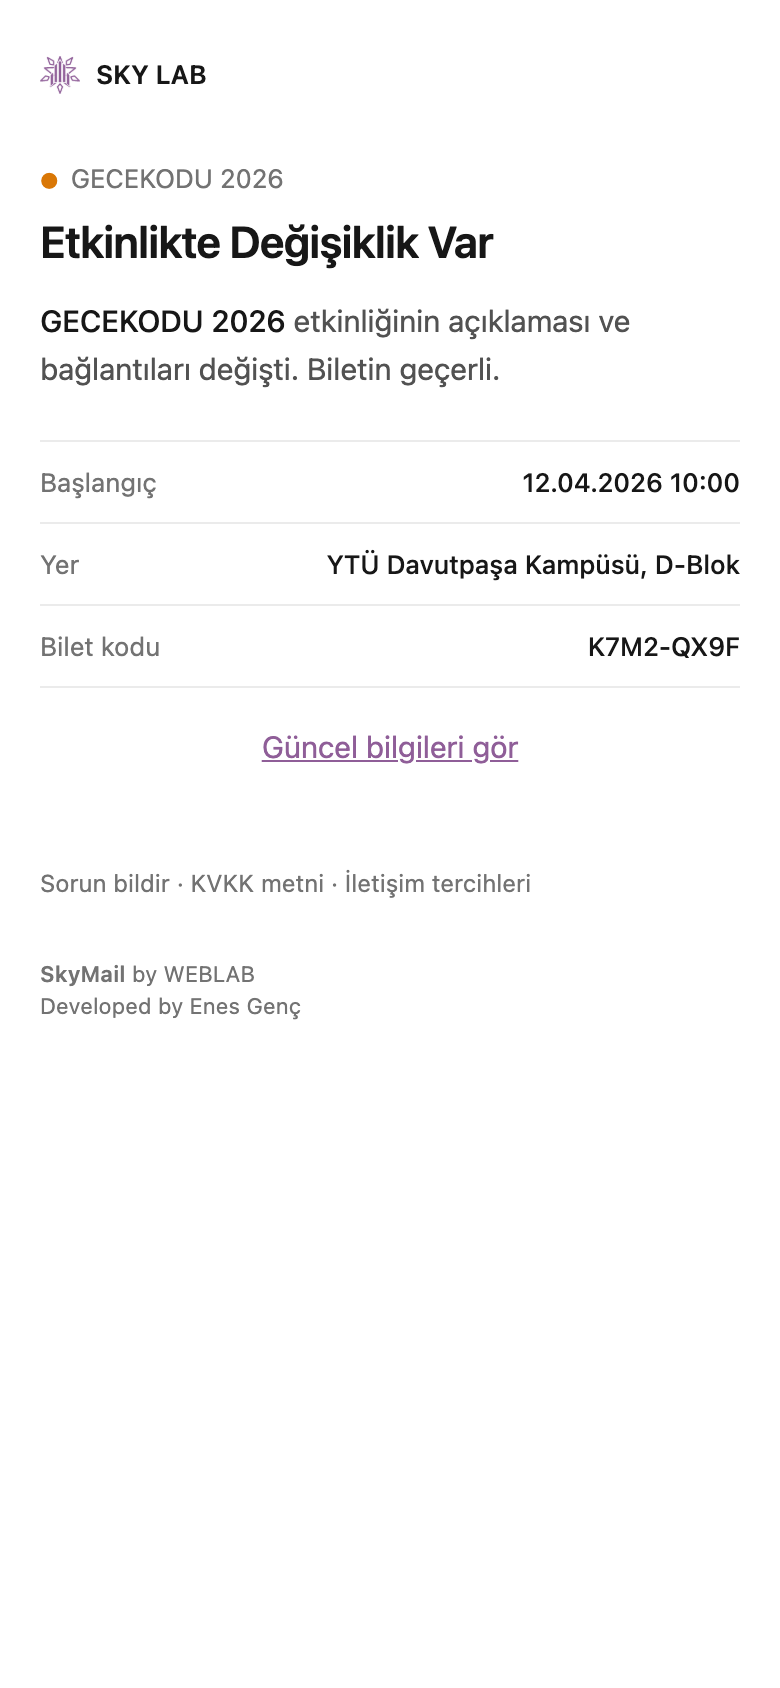 SKY LAB
GECEKODU 2026
Etkinlikte Değişiklik Var
GECEKODU 2026 etkinliğinin açıklaması ve
bağlantıları değişti. Biletin geçerli.
Başlangıç 12.04.2026 10:00
Yer YTÜ Davutpaşa Kampüsü, D-Blok
Bilet kodu K7M2-QX9F
Güncel bilgileri gör
Sorun bildir · KVKK metni · İletişim tercihleri
SkyMail by WEBLAB
Developed by Enes Genç